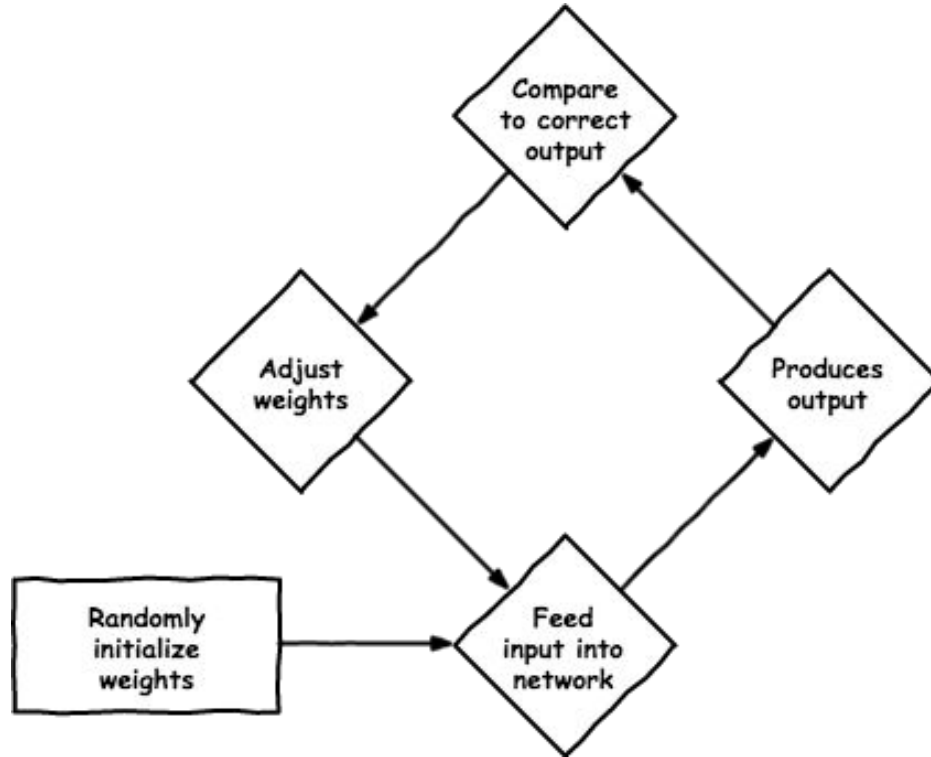 Compare
to correct
output
Adjust
weights
Produces
output
Randomly
initialize
weights
Feed
input into
network